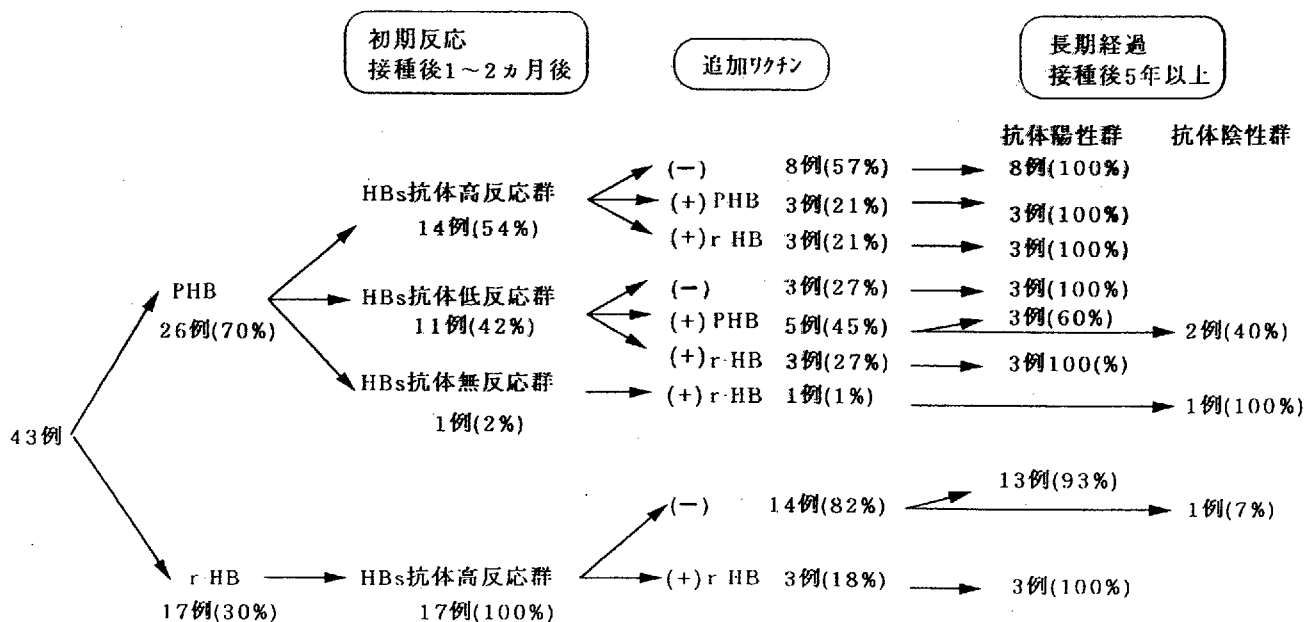 初期反応
接種後1～2ヵ月後
追加ワクチン
長期経過
接種後5年以上
抗体陽性群 抗体陰性群
(－) 8例(57%) 8例(100%)
HBs抗体高反応群
14例(54%)
(+)PHB 3例(21%) 3例(100%)
(+)r HB 3例(21%) 3例(100%)
PHB
26例(70%)
HBs抗体低反応群
11例(42%)
(－) 3例(27%) 3例(100%)
(+)PHB 5例(45%) 3例(60%) 2例(40%)
(+)r-HB 3例(27%) 3例100(%)
HBs抗体無反応群
1例(2%)
(+)r-HB 1例(1%) 1例(100%)
43例
(－) 14例(82%) 13例(93%) 1例(7%)
r HB
17例(30%)
HBs抗体高反応群
17例(100%)
(+)r HB 3例(18%) 3例(100%)